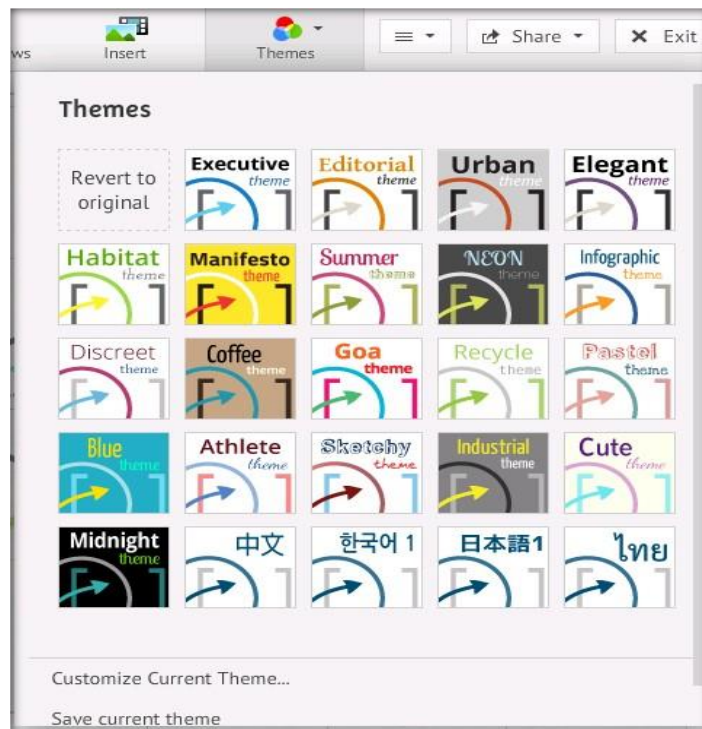 ws
Insert
Themes
Share
Exit
Themes
Revert to
original
Executive
theme
Editorial
theme
Urban
theme
Elegant
theme
Habitat
theme
Manifesto
theme
Summer
theme
NEON
theme
Infographic
theme
Discreet
theme
Coffee
theme
Goa
theme
Recycle
theme
Pastel
theme
Blue
theme
Athlete
theme
Sketchy
theme
Industrial
theme
Cute
theme
Midnight
theme
中文
한국어 1
日本語1
ไทย
Customize Current Theme...
Save current theme